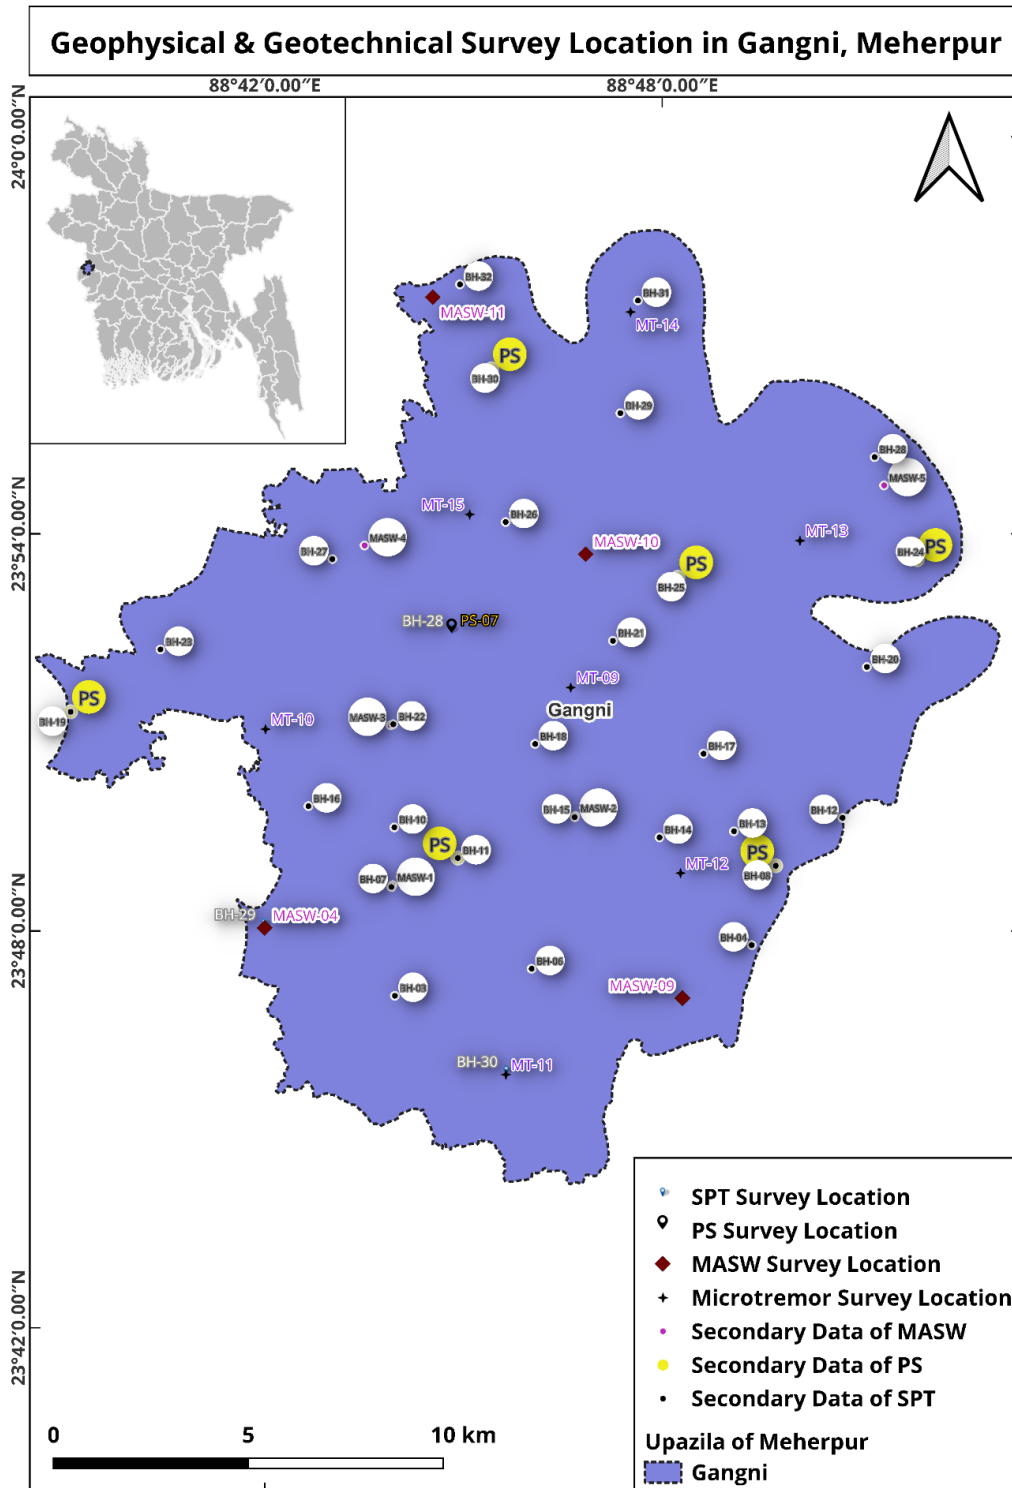 Geophysical & Geotechnical Survey Location in Gangni, Meherpur
88°42′0.00″E
88°48′0.00″E
24°0′0.00″N
23°54′0.00″N
23°48′0.00″N
23°42′0.00″N
BH-32
MASW-11
BH-31
MT-14
PS
BH-30
BH-29
BH-28
MASW-5
MT-15
BH-26
MASW-4
BH-27
MASW-10
MT-13
PS
BH-24
PS
BH-25
BH-28
PS-07
BH-21
BH-23
BH-20
MT-09
PS
BH-19
Gangni
MT-10
MASW-3
BH-22
BH-18
BH-17
BH-16
BH-15
MASW-2
BH-12
BH-10
BH-14
BH-13
PS
BH-11
PS
MT-12
BH-08
BH-07
MASW-1
BH-29
MASW-04
BH-04
BH-06
BH-03
MASW-09
BH-30
MT-11
SPT Survey Location
PS Survey Location
MASW Survey Location
Microtremor Survey Location
Secondary Data of MASW
Secondary Data of PS
Secondary Data of SPT
Upazila of Meherpur
Gangni
0
5
10 km